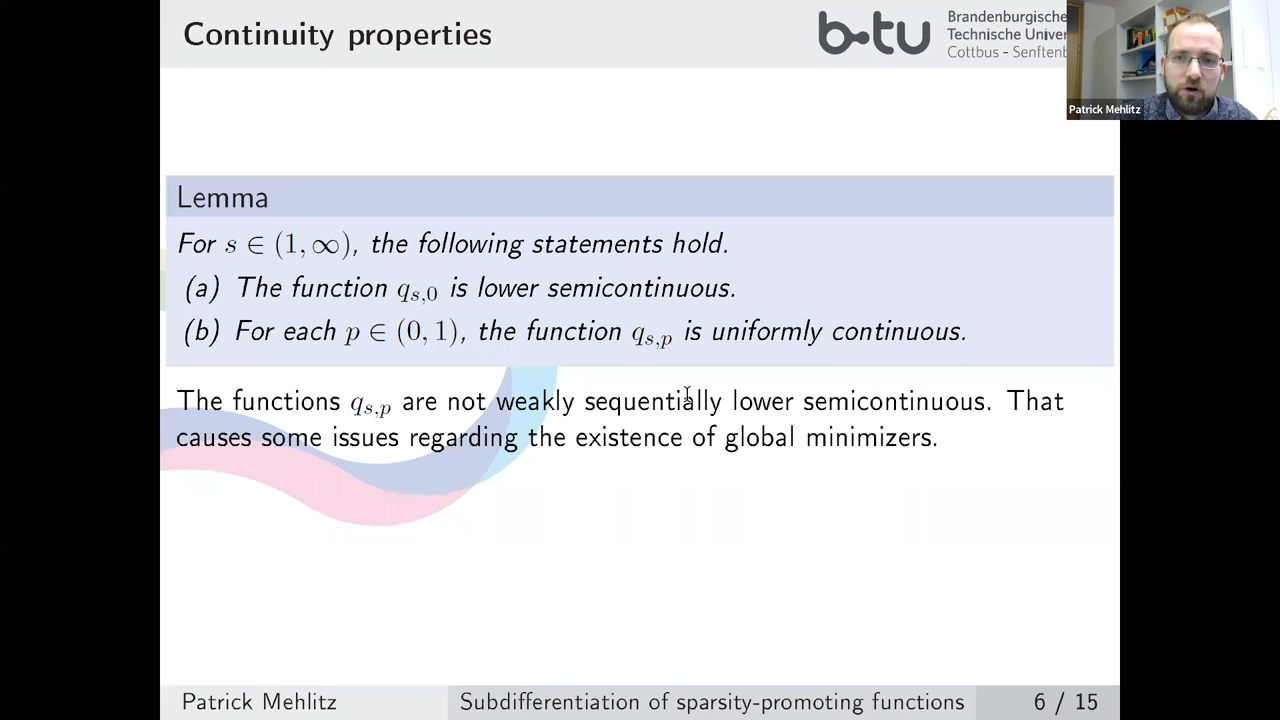 Continuity properties
b-tu
Brandenburgische
Technische
Cottbus - Senftenb
Patrick Mehlitz
Lemma
For s ∈ (1, ∞), the following statements hold.
(a) The function q_{s,0} is lower semicontinuous.
(b) For each p ∈ (0, 1), the function q_{s,p} is uniformly continuous.
The functions q_{s,p} are not weakly sequentially lower semicontinuous. That
causes some issues regarding the existence of global minimizers.
Patrick Mehlitz
Subdifferentiation of sparsity-promoting functions
6 / 15